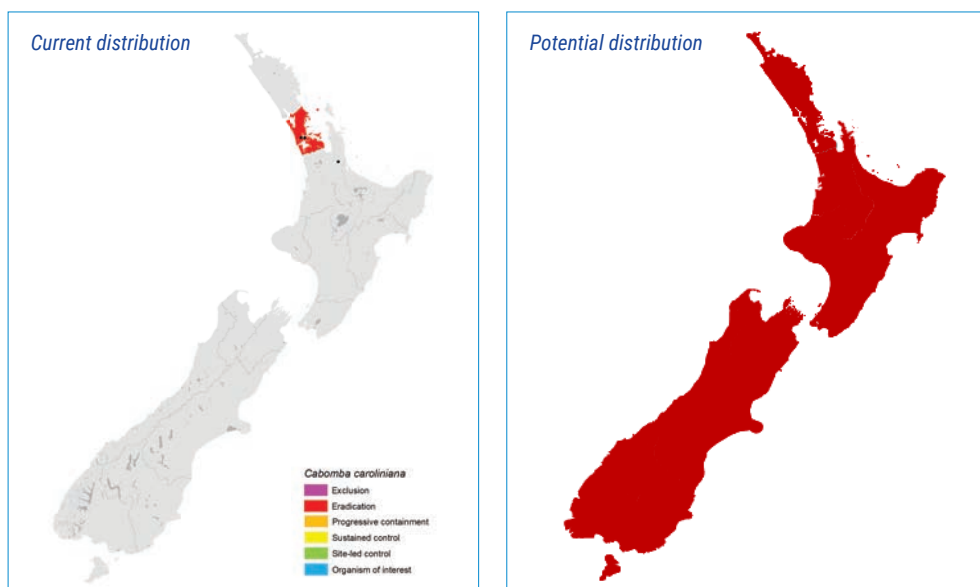 Current distribution
Potential distribution
Cabomba caroliniana
Exclusion
Eradication
Progressive containment
Sustained control
Site-led control
Organism of interest